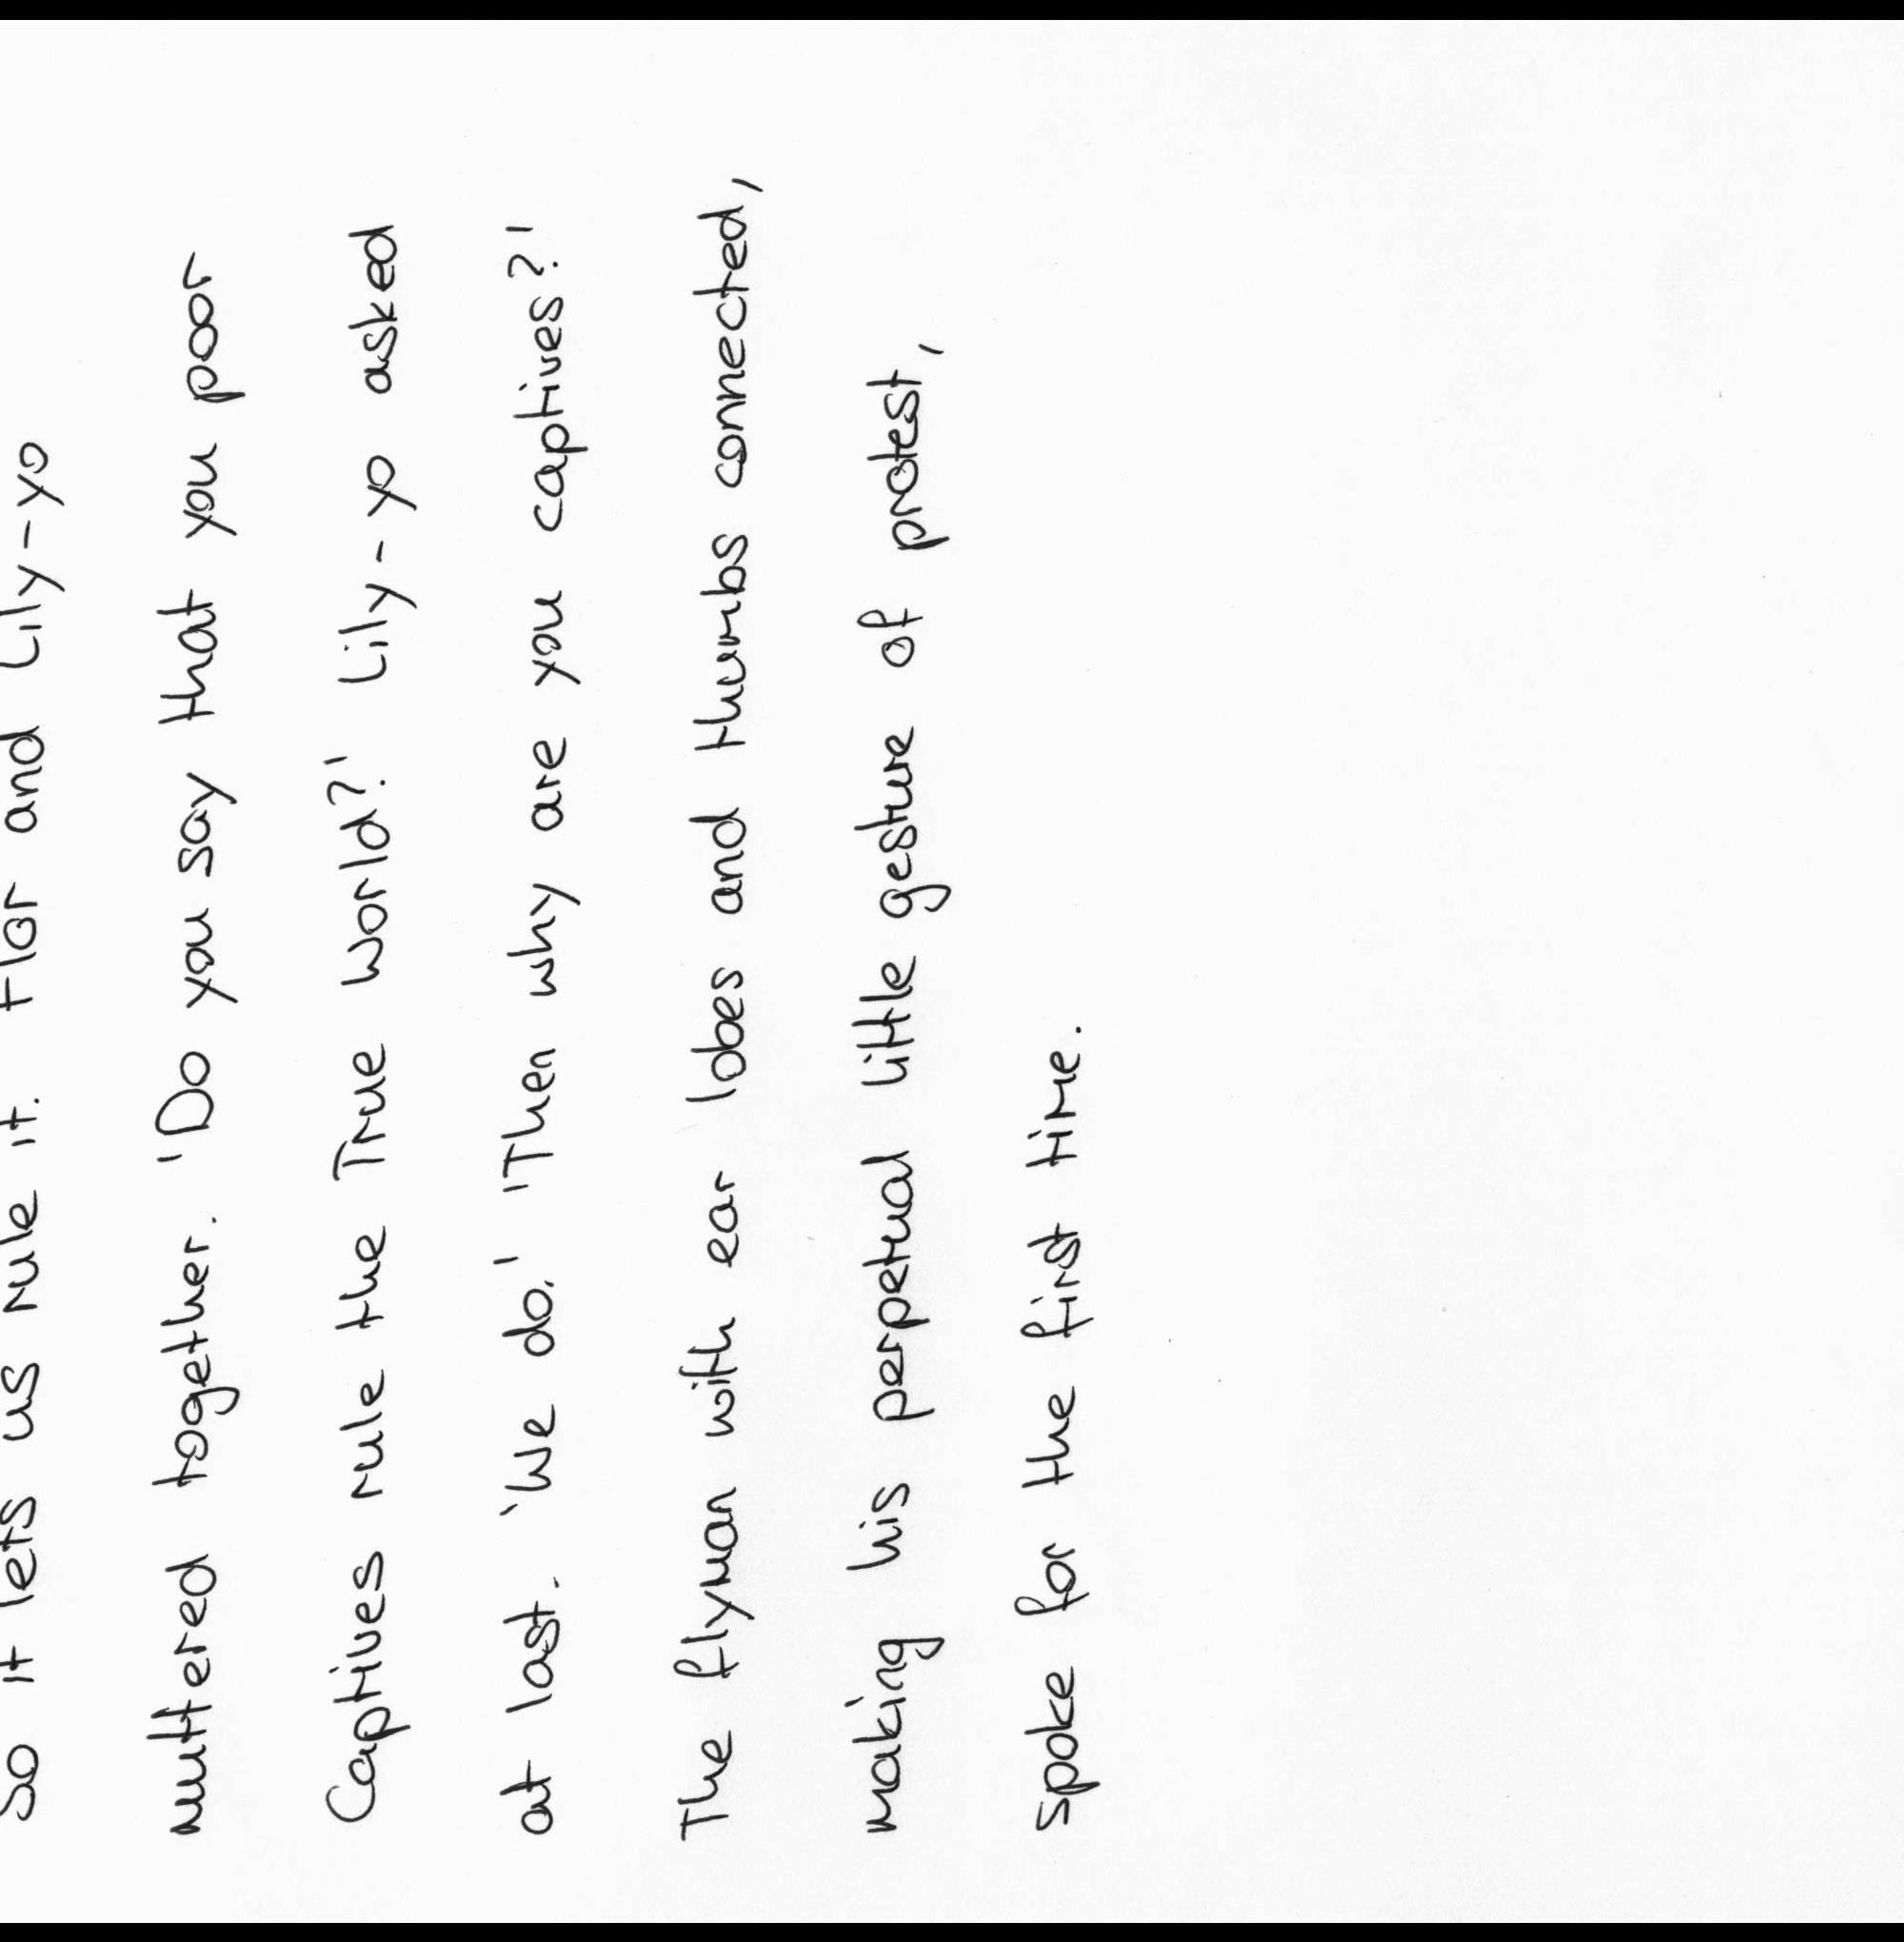 So it lets us rule it. Flor and Lily-yo
muttered together. 'Do you say that you poor
Captives rule the True World?' Lily-yo asked
at last. 'We do.' 'Then why are you captives?'
The flyman with ear lobes and thumbs connected,
making his perpetual little gesture of protest,
spoke for the first time.